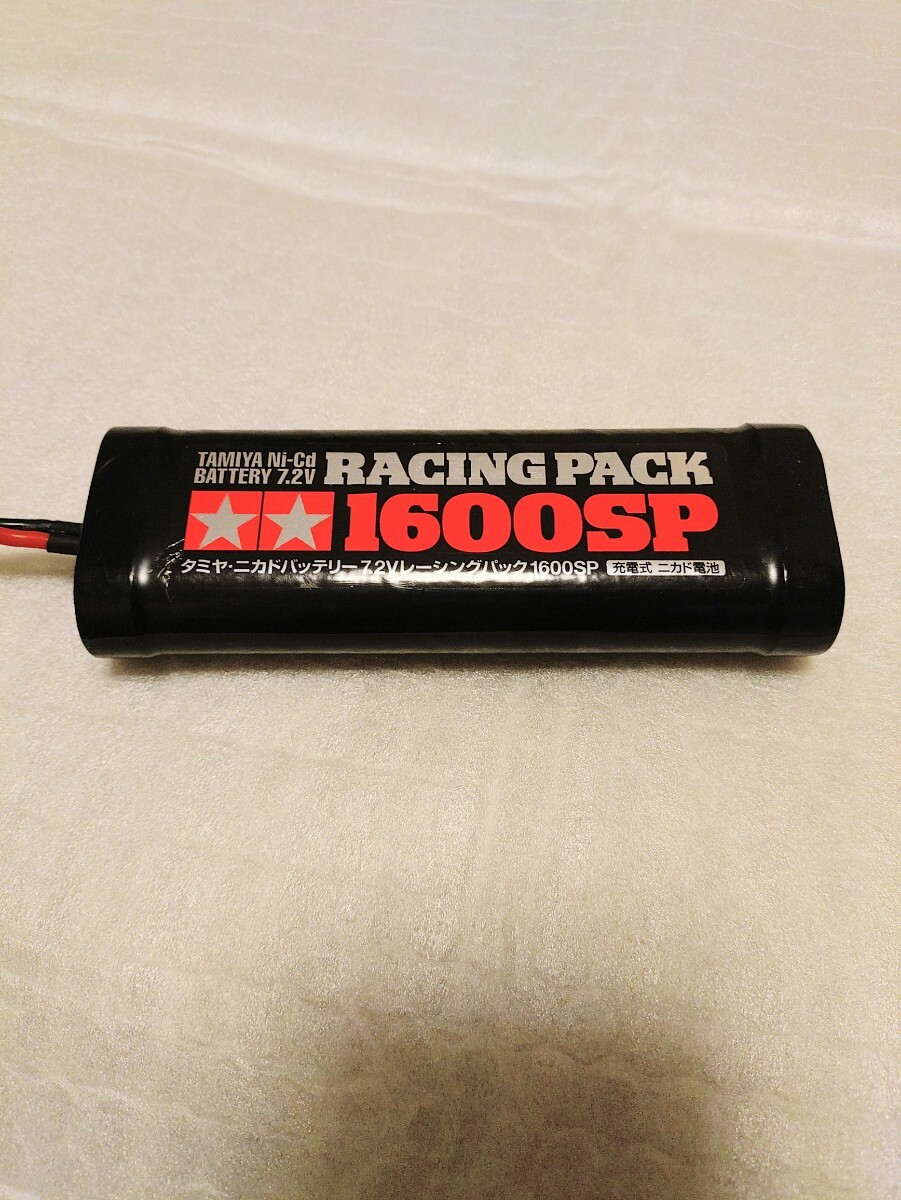 TAMIYA Ni-Cd
BATTERY 7.2V
RACING PACK
1600SP
タミヤ・ニカドバッテリー 7.2Vレーシングパック1600SP 充電式 ニカド電池